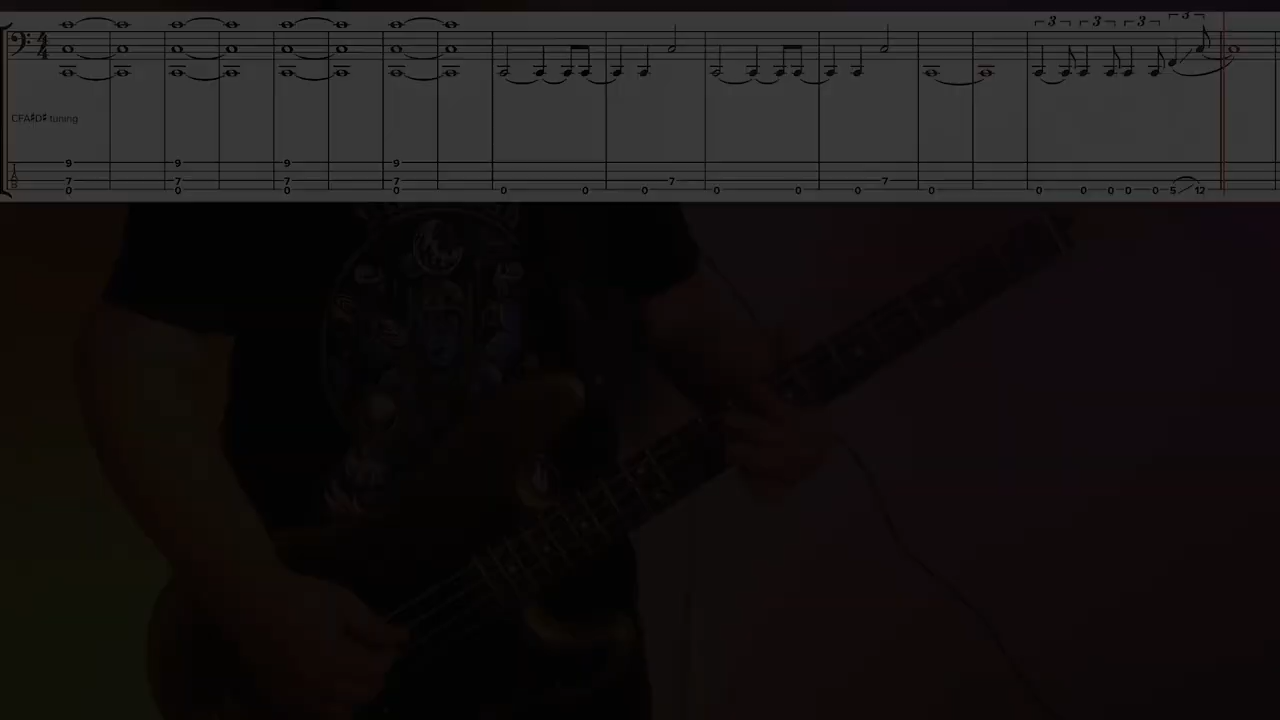 4
4
3 3 3 3
CFA♯D♯ tuning
9 9 9 9
7 7 7 7 7 7
0 0 0 0 0 0 0 0 0 0 0 0 0 0 0 0 5 12